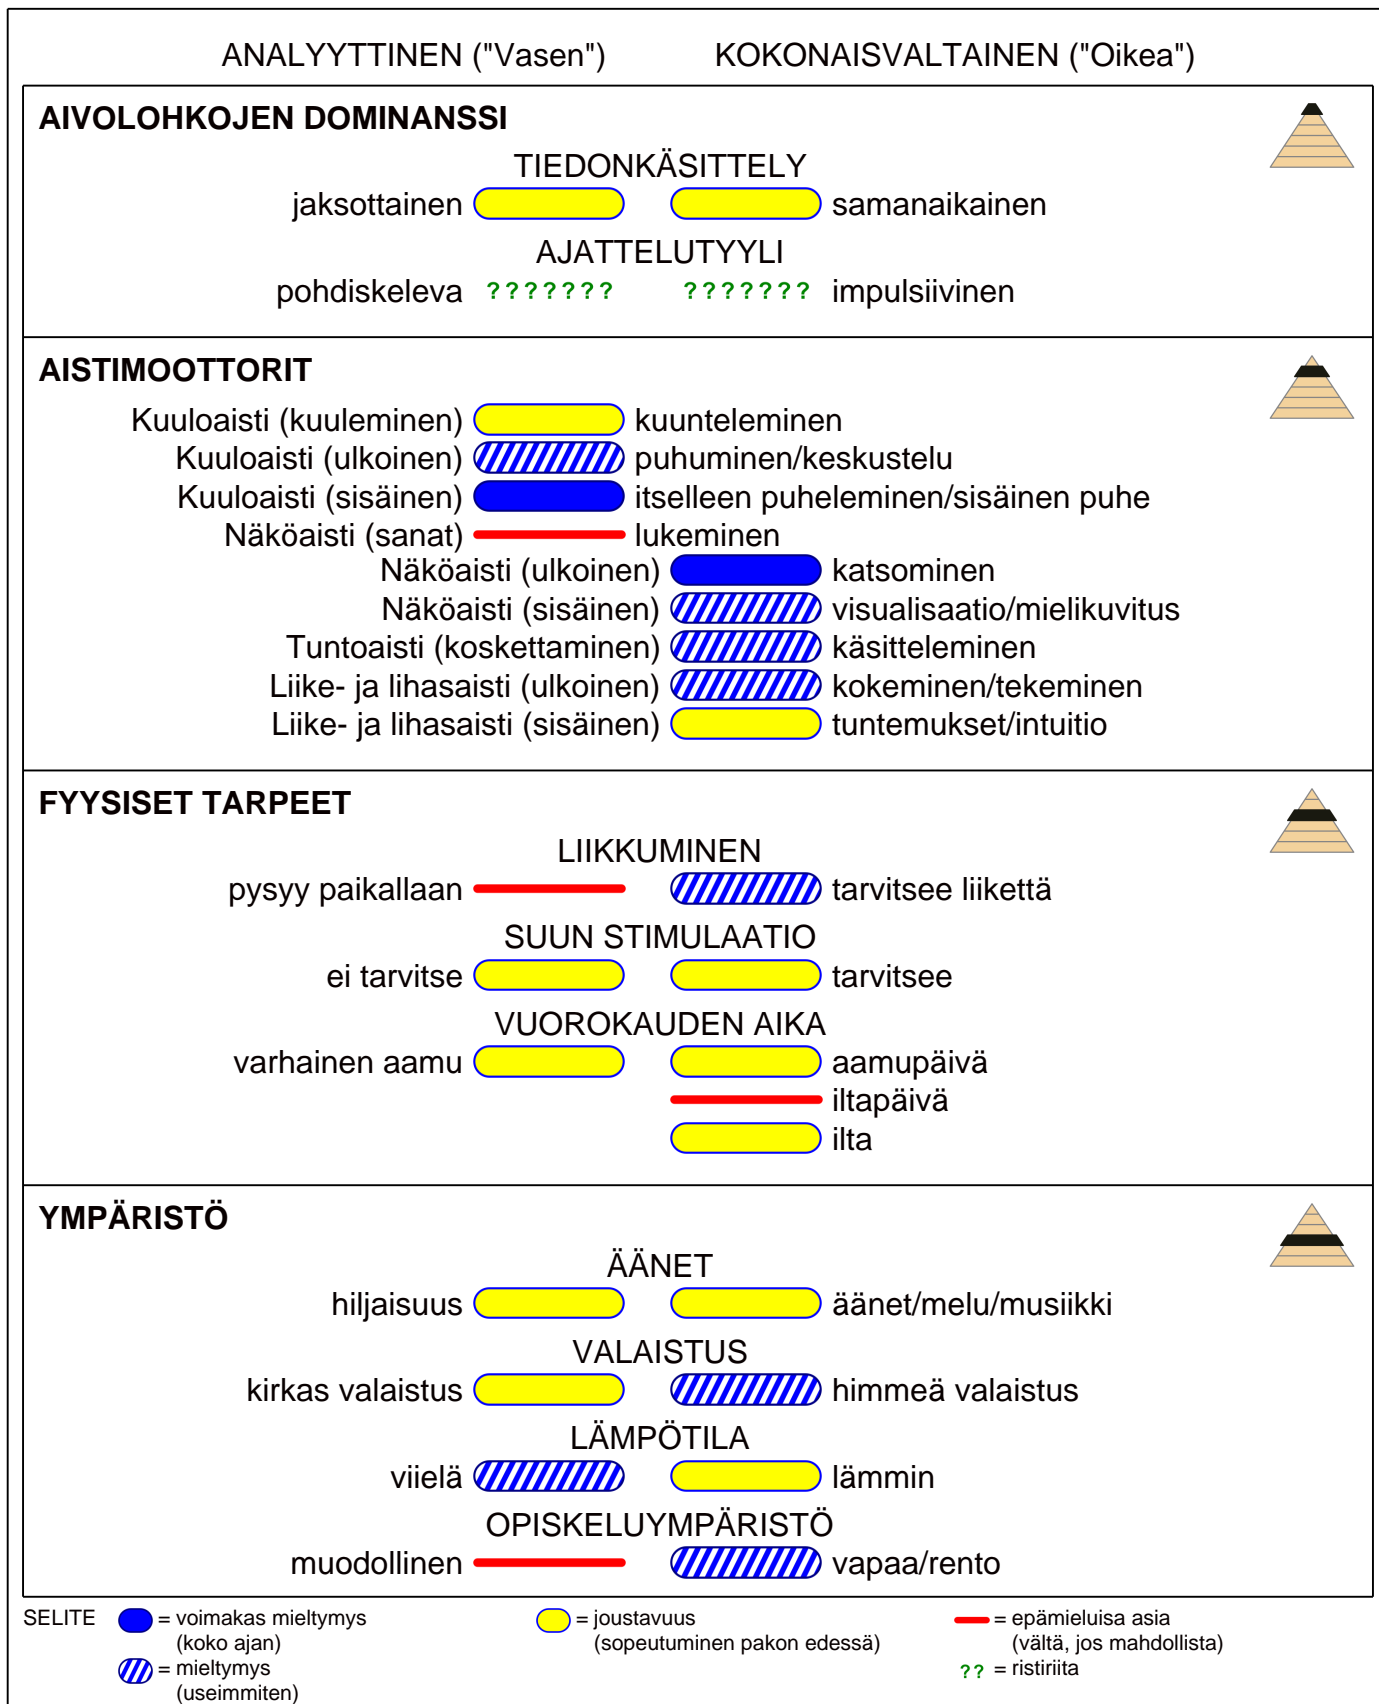 ANALYYTTINEN ("Vasen") KOKONAISVALTAINEN ("Oikea")
AIVOLOHKOJEN DOMINANSSI
TIEDONKÄSITTELY
jaksottainen samanaikainen
AJATTELUTYYLI
pohdiskeleva ??????? ??????? impulsiivinen
AISTIMOOTTORIT
Kuuloaisti (kuuleminen) kuunteleminen
Kuuloaisti (ulkoinen) puhuminen/keskustelu
Kuuloaisti (sisäinen) itselleen puheleminen/sisäinen puhe
Näköaisti (sanat) lukeminen
Näköaisti (ulkoinen) katsominen
Näköaisti (sisäinen) visualisaatio/mielikuvitus
Tuntoaisti (koskettaminen) käsitteleminen
Liike- ja lihasaisti (ulkoinen) kokeminen/tekeminen
Liike- ja lihasaisti (sisäinen) tuntemukset/intuitio
FYYSISET TARPEET
LIIKKUMINEN
pysyy paikallaan tarvitsee liikettä
SUUN STIMULAATIO
ei tarvitse tarvitsee
VUOROKAUDEN AIKA
varhainen aamu aamupäivä
iltapäivä
ilta
YMPÄRISTÖ
ÄÄNET
hiljaisuus äänet/melu/musiikki
VALAISTUS
kirkas valaistus himmeä valaistus
LÄMPÖTILA
viielä lämmin
OPISKELUYMPÄRISTÖ
muodollinen vapaa/rento
SELITE = voimakas mieltymys = joustavuus = epämieluisa asia
(koko ajan) (sopeutuminen pakon edessä) (vältä, jos mahdollista)
= mieltymys ?? = ristiriita
(useimmiten)